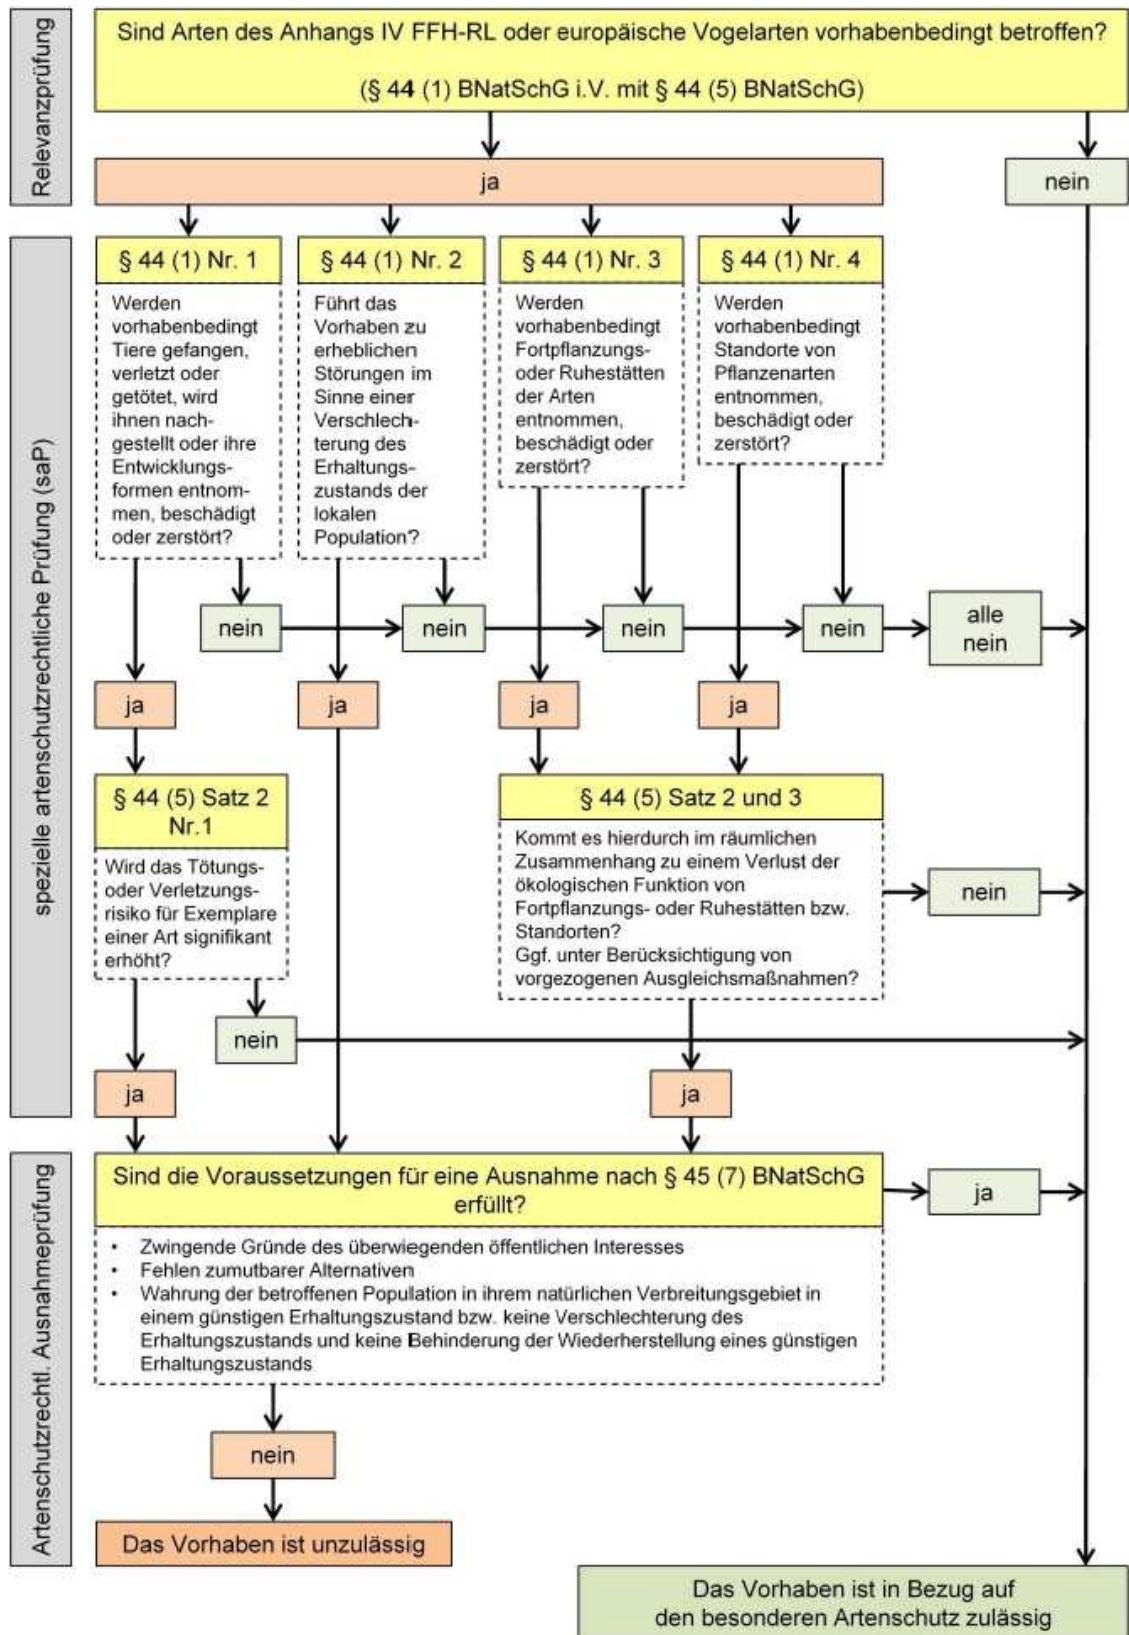 Relevanzprüfung
Sind Arten des Anhangs IV FFH-RL oder europäische Vogelarten vorhabenbedingt betroffen?
(§ 44 (1) BNatSchG i.V. mit § 44 (5) BNatSchG)
ja
nein
spezielle artenschutzrechtliche Prüfung (saP)
§ 44 (1) Nr. 1
Werden
vorhabenbedingt
Tiere gefangen,
verletzt oder
getötet, wird
ihnen nach-
gestellt oder ihre
Entwicklungs-
formen entnom-
men, beschädigt
oder zerstört?
§ 44 (1) Nr. 2
Führt das
Vorhaben zu
erheblichen
Störungen im
Sinne einer
Verschlech-
terung des
Erhaltungs-
zustands der
lokalen
Population?
§ 44 (1) Nr. 3
Werden
vorhabenbedingt
Fortpflanzungs-
oder Ruhestätten
der Arten
entnommen,
beschädigt oder
zerstört?
§ 44 (1) Nr. 4
Werden
vorhabenbedingt
Standorte von
Pflanzenarten
entnommen,
beschädigt oder
zerstört?
nein
nein
nein
nein
alle
nein
ja
ja
ja
ja
§ 44 (5) Satz 2
Nr.1
Wird das Tötungs-
oder Verletzungs-
risiko für Exemplare
einer Art signifikant
erhöht?
§ 44 (5) Satz 2 und 3
Kommt es hierdurch im räumlichen
Zusammenhang zu einem Verlust der
ökologischen Funktion von
Fortpflanzungs- oder Ruhestätten bzw.
Standorten?
Ggf. unter Berücksichtigung von
vorgezogenen Ausgleichsmaßnahmen?
nein
nein
ja
ja
Artenschutzrechtl. Ausnahmeprüfung
Sind die Voraussetzungen für eine Ausnahme nach § 45 (7) BNatSchG
erfüllt?
• Zwingende Gründe des überwiegenden öffentlichen Interesses
• Fehlen zumutbarer Alternativen
• Wahrung der betroffenen Population in ihrem natürlichen Verbreitungsgebiet in
einem günstigen Erhaltungszustand bzw. keine Verschlechterung des
Erhaltungszustands und keine Behinderung der Wiederherstellung eines günstigen
Erhaltungszustands
ja
nein
Das Vorhaben ist unzulässig
Das Vorhaben ist in Bezug auf
den besonderen Artenschutz zulässig